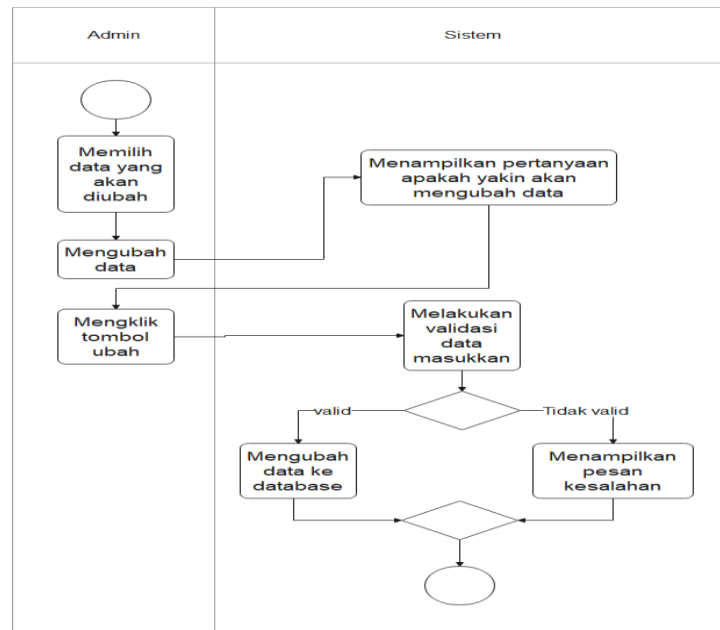 Admin
Sistem
Memilih
data yang
akan
diubah
Menampilkan pertanyaan
apakah yakin akan
mengubah data
Mengubah
data
Mengklik
tombol
ubah
Melakukan
validasi
data
masukkan
valid
Tidak valid
Mengubah
data ke
database
Menampilkan
pesan
kesalahan